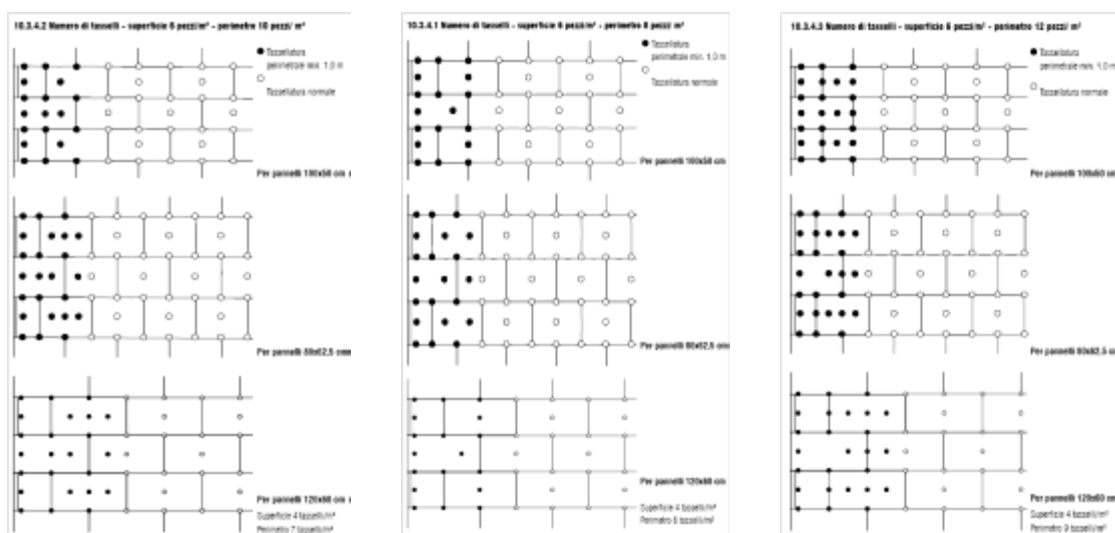 10.3.4.2 Numero di tasselli - superficie 6 pezzi/m² - perimetro 10 pezzi/ m²
Tassellatura
perimetrale min. 1,0 m
Tassellatura normale
Per pannelli 100x50 cm
Per pannelli 80x62,5 cm
Per pannelli 120x60 cm
Superficie 4 tasselli/m²
Perimetro 7 tasselli/m²
10.3.4.1 Numero di tasselli - superficie 6 pezzi/m² - perimetro 8 pezzi/ m²
Tassellatura
perimetrale min. 1,0 m
Tassellatura normale
Per pannelli 100x50 cm
Per pannelli 80x62,5 cm
Per pannelli 120x60 cm
Superficie 4 tasselli/m²
Perimetro 5 tasselli/m²
10.3.4.3 Numero di tasselli - superficie 6 pezzi/m² - perimetro 12 pezzi/ m²
Tassellatura
perimetrale min. 1,0 m
Tassellatura normale
Per pannelli 100x50 cm
Per pannelli 80x62,5 cm
Per pannelli 120x60 cm
Superficie 4 tasselli/m²
Perimetro 9 tasselli/m²